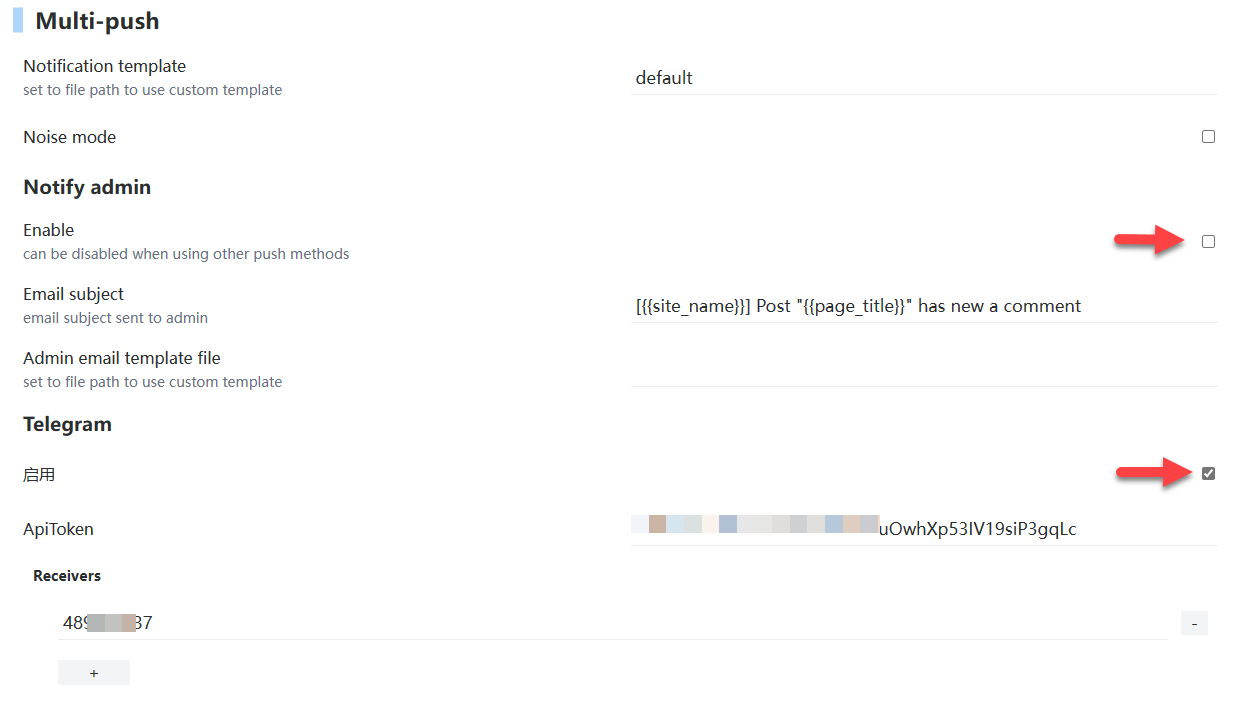 Multi-push
Notification template
set to file path to use custom template
default
Noise mode
Notify admin
Enable
can be disabled when using other push methods
Email subject
email subject sent to admin
[{{site_name}}] Post "{{page_title}}" has new a comment
Admin email template file
set to file path to use custom template
Telegram
启用
ApiToken
uOwhXp53IV19siP3gqLc
Receivers
489 37
-
+